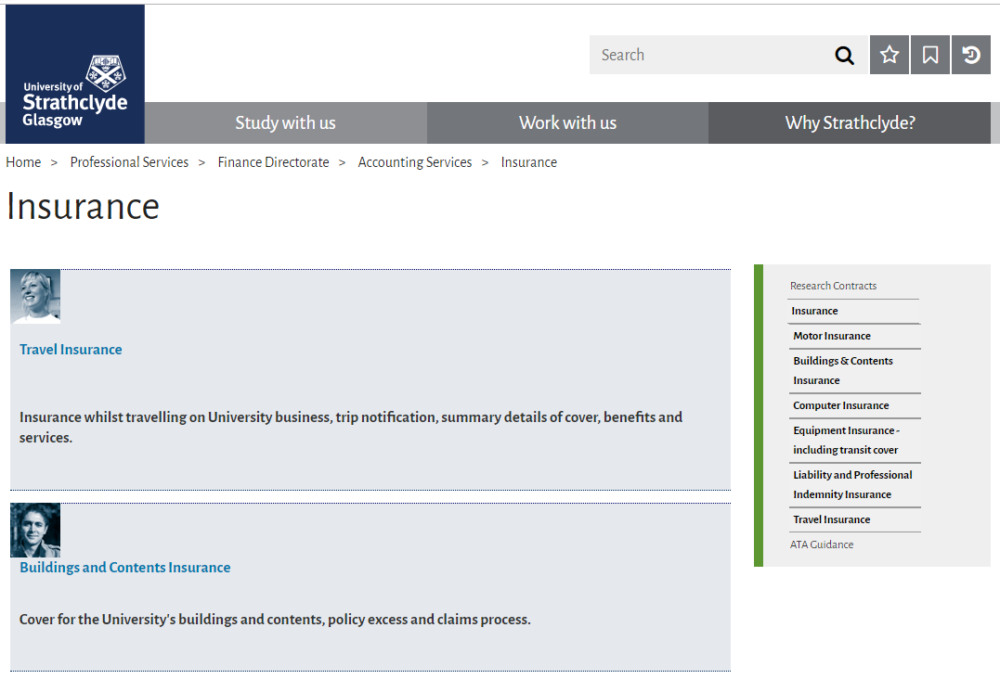 University of
Strathclyde
Glasgow
Search
Study with us
Work with us
Why Strathclyde?
Home > Professional Services > Finance Directorate > Accounting Services > Insurance
Insurance
Travel Insurance
Insurance whilst travelling on University business, trip notification, summary details of cover, benefits and
services.
Buildings and Contents Insurance
Cover for the University's buildings and contents, policy excess and claims process.
Research Contracts
Insurance
Motor Insurance
Buildings & Contents
Insurance
Computer Insurance
Equipment Insurance -
including transit cover
Liability and Professional
Indemnity Insurance
Travel Insurance
ATA Guidance